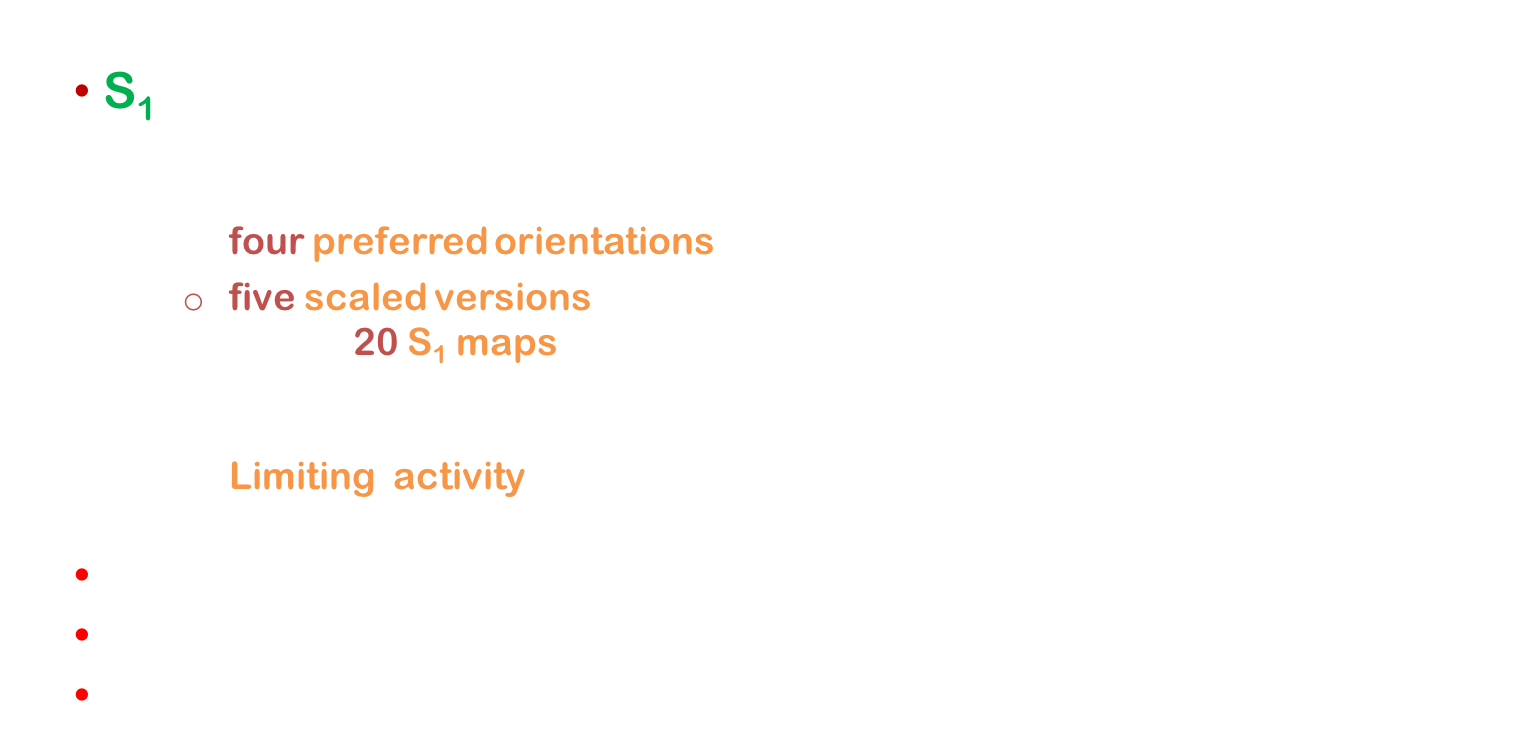 • S₁
four preferred orientations
o five scaled versions
20 S₁ maps
Limiting activity
•
•
•